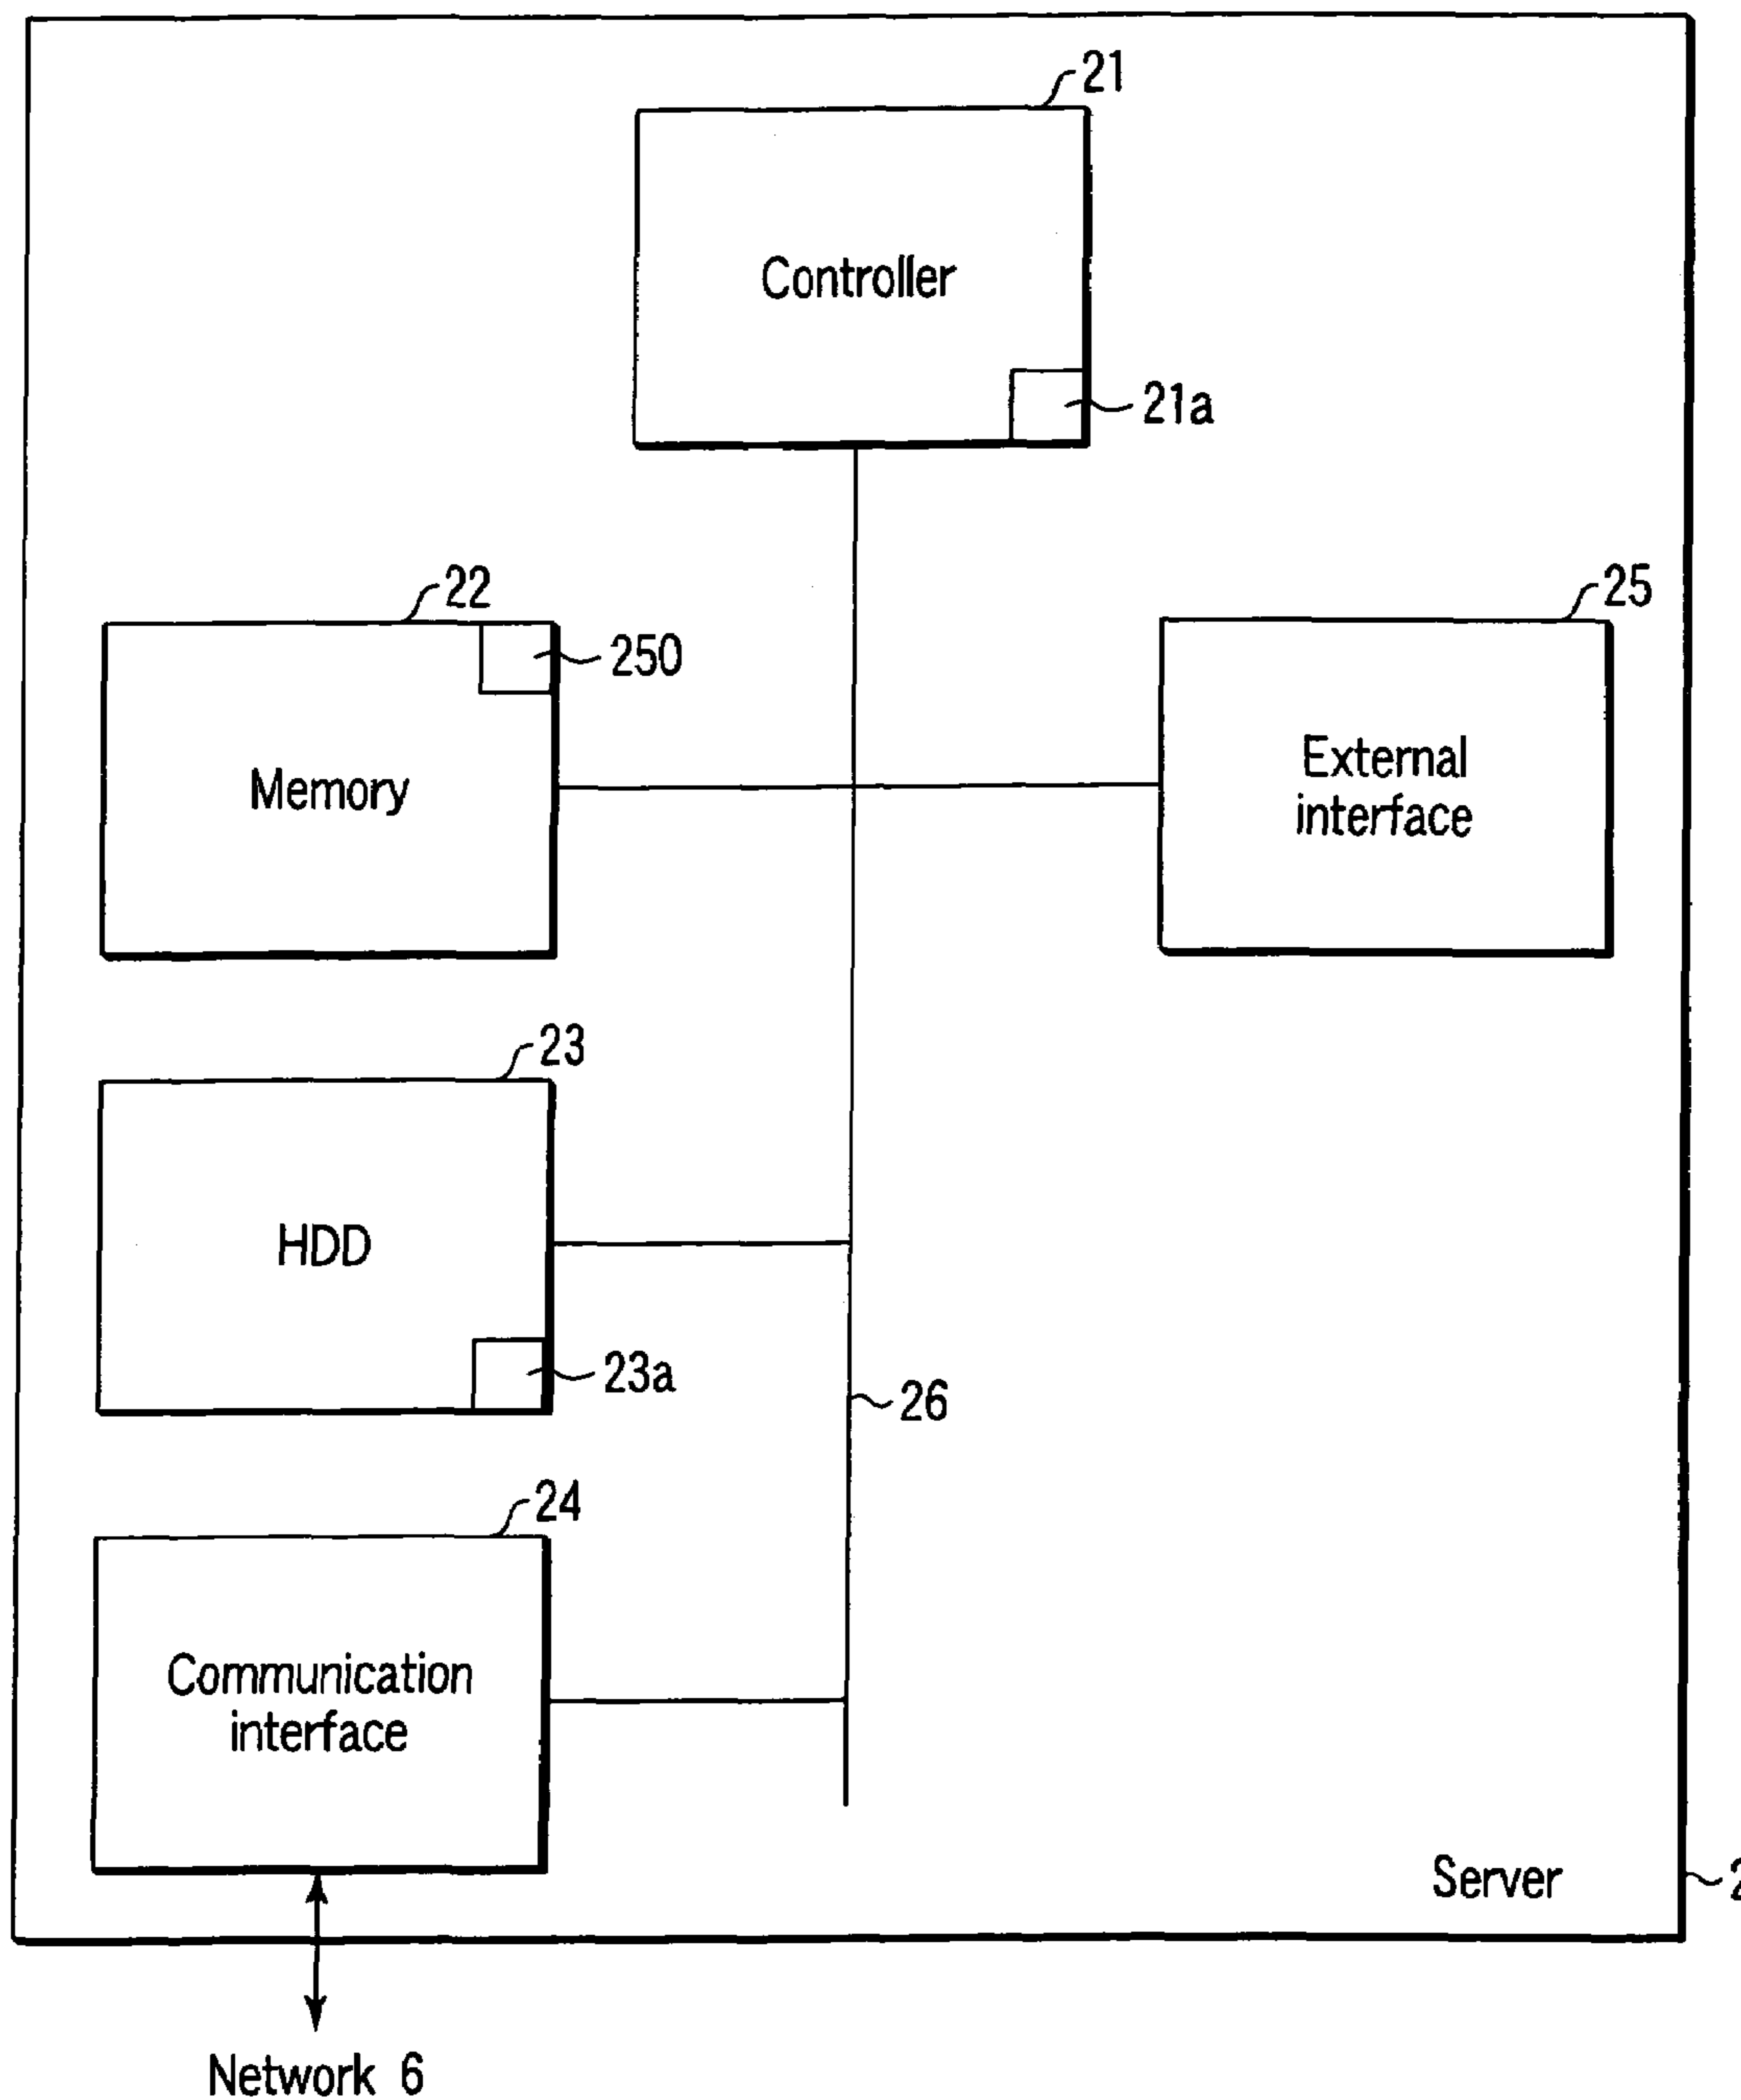 21
Controller
21a
22
250
Memory
25
External
interface
23
HDD
23a
26
24
Communication
interface
Server
2
Network 6